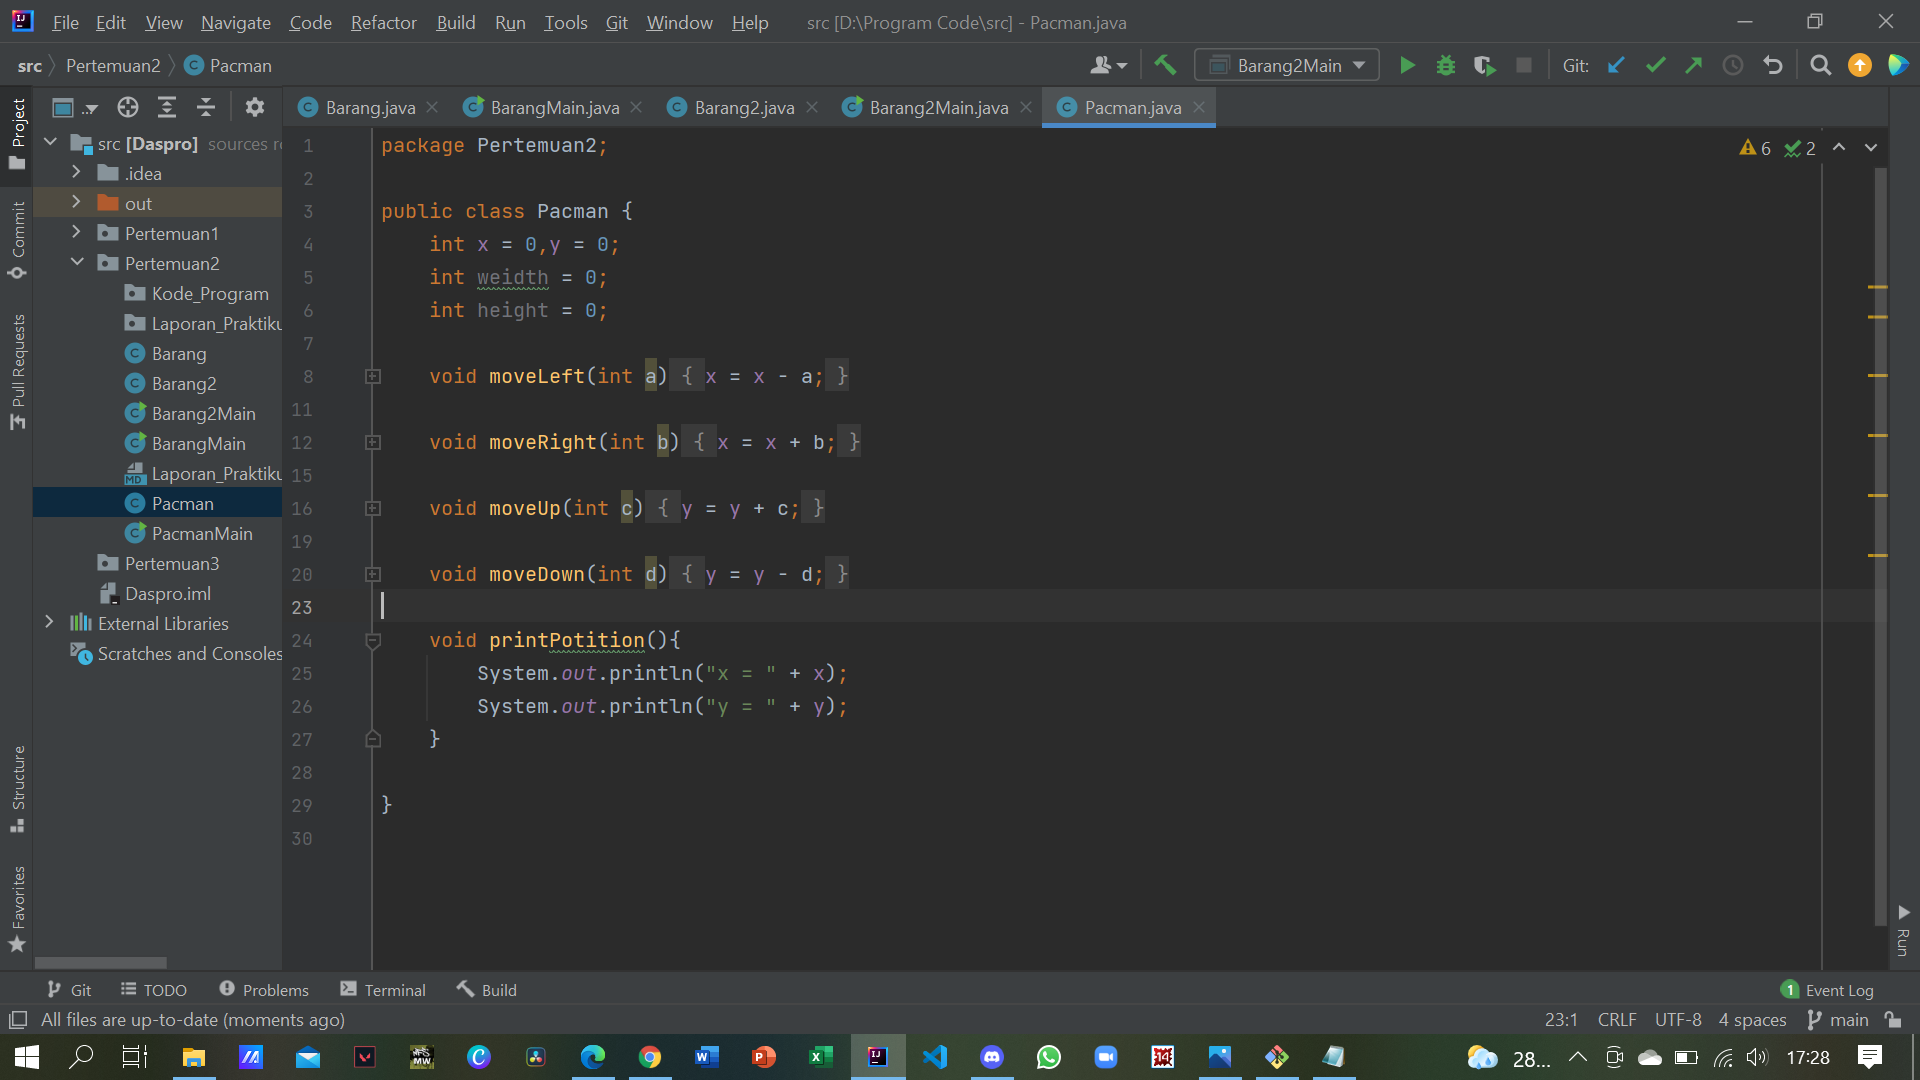 File Edit View Navigate Code Refactor Build Run Tools Git Window Help src [D:\Program Code\src] - Pacman.java
src Pertemuan2 Pacman Barang2Main Git:
Barang.java BarangMain.java Barang2.java Barang2Main.java Pacman.java
Project
Commit
Pull Requests
Structure
Favorites
src [Daspro] sources
.idea
out
Pertemuan1
Pertemuan2
Kode_Program
Laporan_Praktiku
Barang
Barang2
Barang2Main
BarangMain
Laporan_Praktiku
Pacman
PacmanMain
Pertemuan3
Daspro.iml
External Libraries
Scratches and Consoles
6 2
1 package Pertemuan2;
2
3 public class Pacman {
4 int x = 0,y = 0;
5 int weidth = 0;
6 int height = 0;
7
8 void moveLeft(int a) { x = x - a; }
11
12 void moveRight(int b) { x = x + b; }
15
16 void moveUp(int c) { y = y + c; }
19
20 void moveDown(int d) { y = y - d; }
23
24 void printPotition(){
25 System.out.println("x = " + x);
26 System.out.println("y = " + y);
27 }
28
29 }
30
Run
Git TODO Problems Terminal Build 1 Event Log
All files are up-to-date (moments ago) 23:1 CRLF UTF-8 4 spaces main
28... 17:28